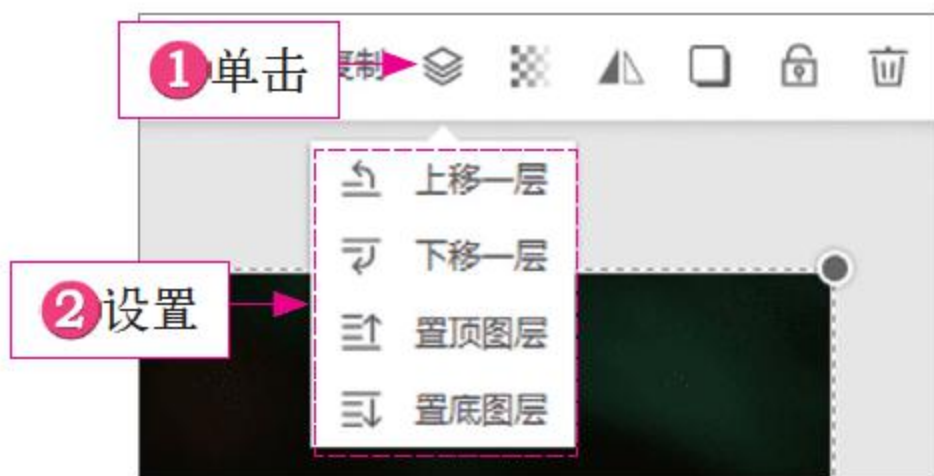 1单击
复制
上移一层
下移一层
2设置
置顶图层
置底图层